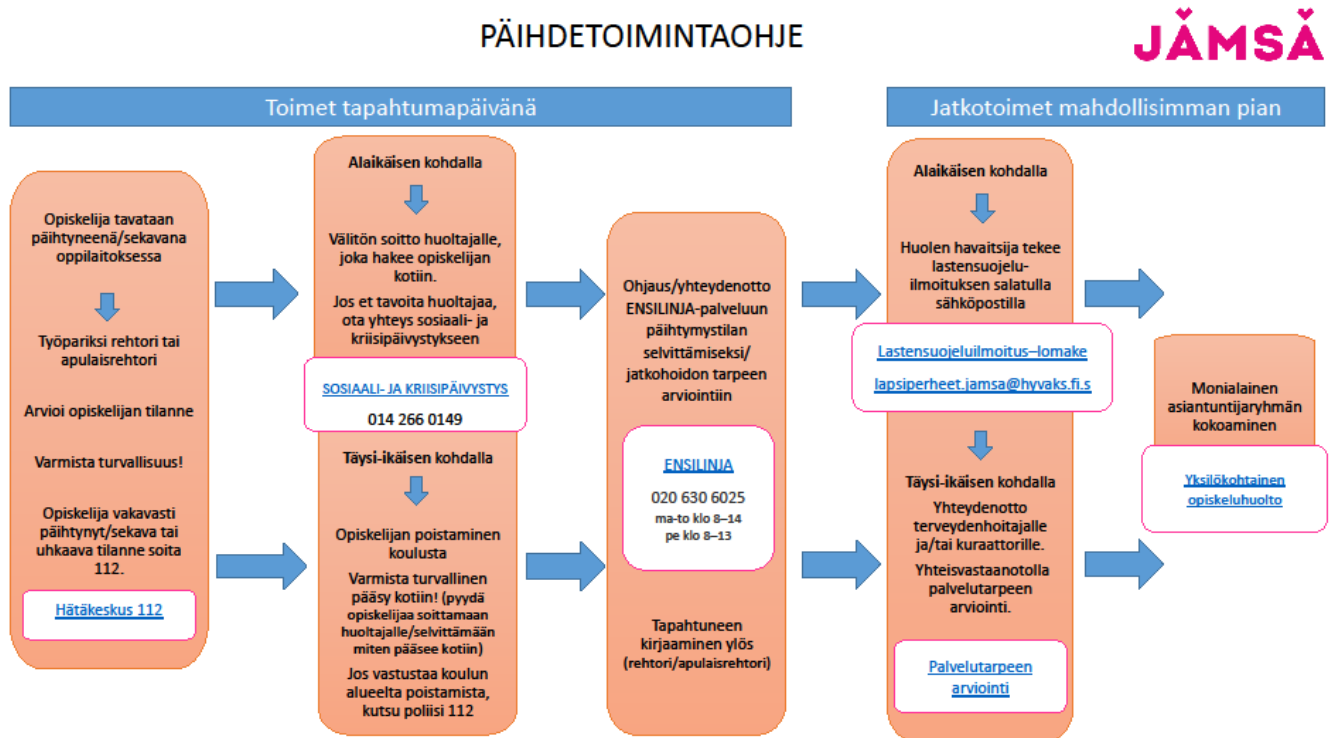 PÄIHDETOIMINTAOHJE
JÄMSÄ
Toimet tapahtumapäivänä
Jatkotoimet mahdollisimman pian
Opiskelija tavataan
päihtyneenä/sekavana
oppilaitoksessa
Työpariksi rehtori tai
apulaisrehtori
Arvioi opiskelijan tilanne
Varmista turvallisuus!
Opiskelija vakavasti
päihtynyt/sekava tai
uhkaava tilanne soita
112.
Hätäkeskus 112
Alaikäisen kohdalla
Välitön soitto huoltajalle,
joka hakee opiskelijan
kotiin.
Jos et tavoita huoltajaa,
ota yhteys sosiaali- ja
kriisipäivystykseen
SOSIAALI- JA KRIISIPÄIVYSTYS
014 266 0149
Täysi-ikäisen kohdalla
Opiskelijan poistaminen
koulusta
Varmista turvallinen
pääsy kotiin! (pyydä
opiskelijaa soittamaan
huoltajalle/selvittämään
miten pääsee kotiin)
Jos vastustaa koulun
alueelta poistamista,
kutsu poliisi 112
Ohjaus/yhteydenotto
ENSILINJA-palveluun
päihtymystilan
selvittämiseksi/
jatkohoidon tarpeen
arviointiin
ENSILINJA
020 630 6025
ma-to klo 8–14
pe klo 8–13
Tapahtuneen
kirjaaminen ylös
(rehtori/apulaisrehtori)
Alaikäisen kohdalla
Huolen havaitsija tekee
lastensuojelu-
ilmoituksen salatulla
sähköpostilla
Lastensuojeluilmoitus–lomake
lapsiperheet.jamsa@hyvaks.fi.s
Täysi-ikäisen kohdalla
Yhteydenotto
terveydenhoitajalle
ja/tai kuraattorille.
Yhteisvastaanotolla
palvelutarpeen
arviointi.
Palvelutarpeen
arviointi
Monialainen
asiantuntijaryhmän
kokoaminen
Yksilökohtainen
opiskeluhuolto